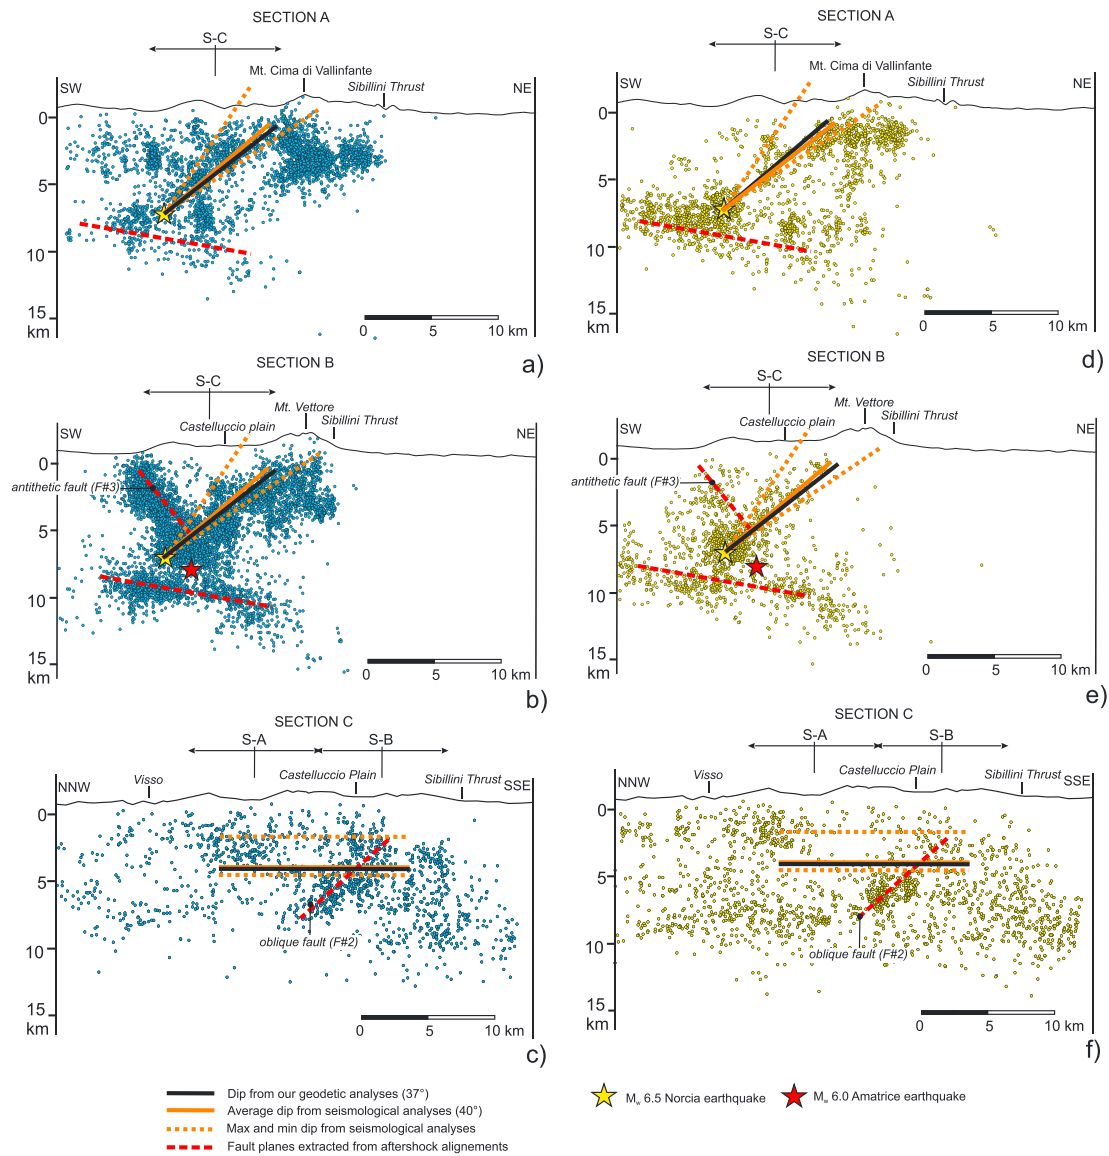 SECTION A
S-C
Mt. Cima di Vallinfante
SW
Sibillini Thrust
NE
0
5
10
15
km
0
5
10 km
a)
SECTION A
S-C
Mt. Cima di Vallinfante
SW
Sibillini Thrust
NE
0
5
10
15
km
0
5
10 km
d)
SECTION B
S-C
Mt. Vettore
Castelluccio plain
Sibillini Thrust
SW
NE
0
antithetic fault (F#3)
5
10
15
km
0
5
10 km
b)
SECTION B
S-C
Mt. Vettore
Castelluccio plain
Sibillini Thrust
SW
NE
0
antithetic fault (F#3)
5
10
15
km
0
5
10 km
e)
SECTION C
S-A
S-B
Visso
Castelluccio Plain
Sibillini Thrust
NNW
SSE
0
5
oblique fault (F#2)
10
15
km
0
5
10 km
c)
SECTION C
S-A
S-B
Visso
Castelluccio Plain
Sibillini Thrust
NNW
SSE
0
5
oblique fault (F#2)
10
15
km
0
5
10 km
f)
Dip from our geodetic analyses (37°)
Average dip from seismological analyses (40°)
Max and min dip from seismological analyses
Fault planes extracted from aftershock alignements
Mw 6.5 Norcia earthquake
Mw 6.0 Amatrice earthquake